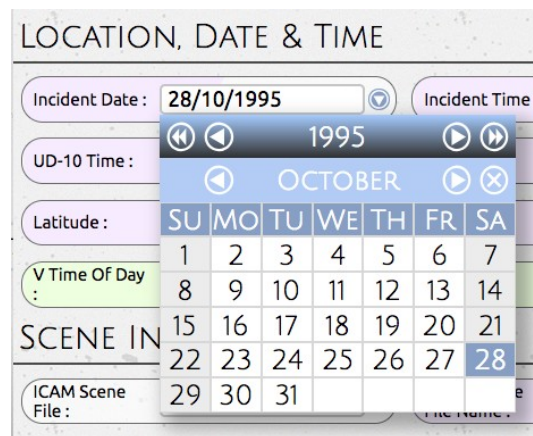 LOCATION, DATE & TIME
Incident Date : 28/10/1995 Incident Time
1995
UD-10 Time :
OCTOBER
Latitude : SU MO TU WE TH FR SA
1 2 3 4 5 6 7
V Time Of Day
:
8 9 10 11 12 13 14
15 16 17 18 19 20 21
SCENE IN
22 23 24 25 26 27 28
ICAM Scene
File :
29 30 31